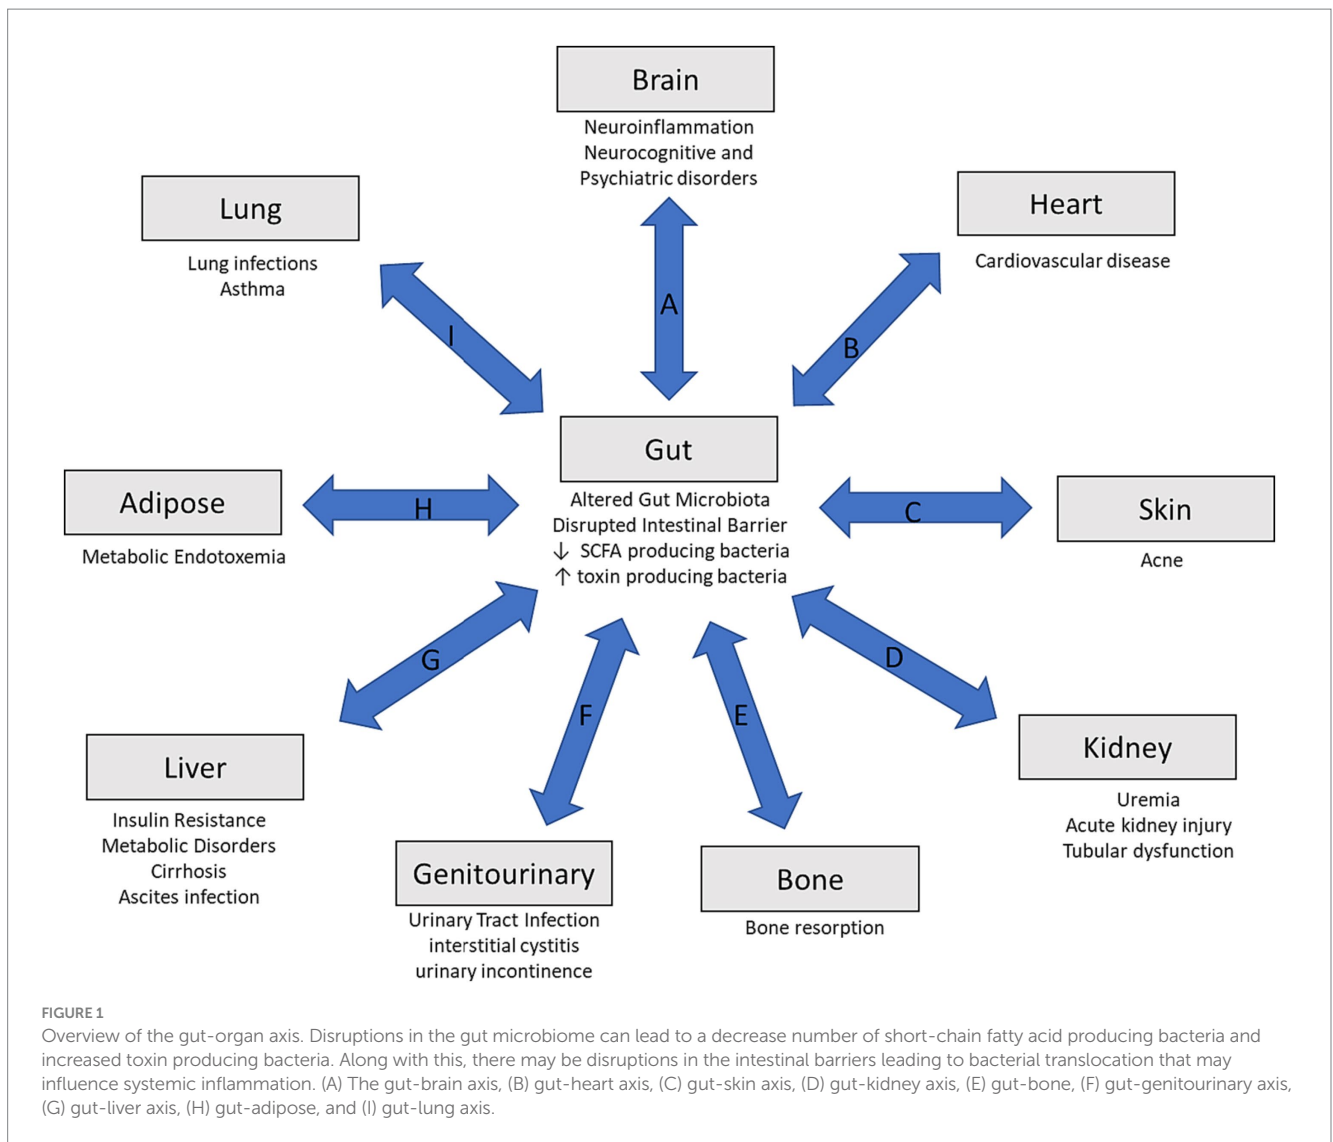 Brain
Neuroinflammation
Neurocognitive and
Psychiatric disorders
Lung
Lung infections
Asthma
Heart
Cardiovascular disease
I
A
B
Gut
Altered Gut Microbiota
Disrupted Intestinal Barrier
↓ SCFA producing bacteria
↑ toxin producing bacteria
Adipose
Metabolic Endotoxemia
H
C
Skin
Acne
G
F
E
D
Liver
Insulin Resistance
Metabolic Disorders
Cirrhosis
Ascites infection
Genitourinary
Urinary Tract Infection
interstitial cystitis
urinary incontinence
Bone
Bone resorption
Kidney
Uremia
Acute kidney injury
Tubular dysfunction
FIGURE 1
Overview of the gut-organ axis. Disruptions in the gut microbiome can lead to a decrease number of short-chain fatty acid producing bacteria and
increased toxin producing bacteria. Along with this, there may be disruptions in the intestinal barriers leading to bacterial translocation that may
influence systemic inflammation. (A) The gut-brain axis, (B) gut-heart axis, (C) gut-skin axis, (D) gut-kidney axis, (E) gut-bone, (F) gut-genitourinary axis,
(G) gut-liver axis, (H) gut-adipose, and (I) gut-lung axis.